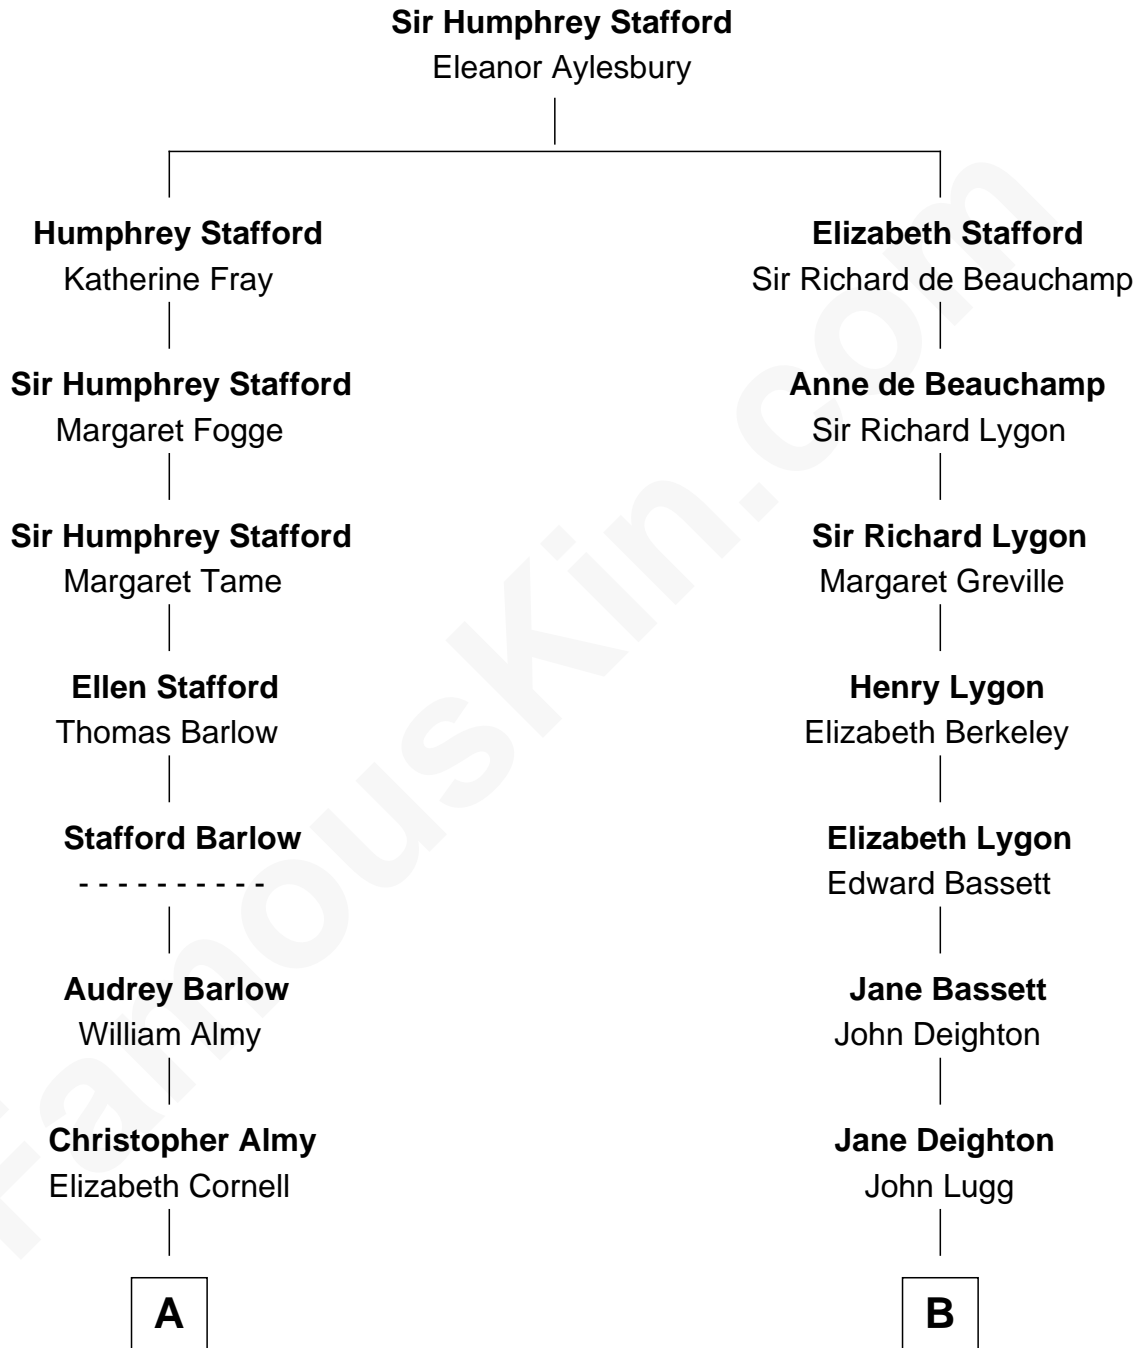 Sir Humphrey Stafford
Eleanor Aylesbury
Humphrey Stafford
Katherine Fray
Elizabeth Stafford
Sir Richard de Beauchamp
Sir Humphrey Stafford
Margaret Fogge
Anne de Beauchamp
Sir Richard Lygon
Sir Humphrey Stafford
Margaret Tame
Sir Richard Lygon
Margaret Greville
Ellen Stafford
Thomas Barlow
Henry Lygon
Elizabeth Berkeley
Stafford Barlow
- - - - - - - - - -
Elizabeth Lygon
Edward Bassett
Audrey Barlow
William Almy
Jane Bassett
John Deighton
Christopher Almy
Elizabeth Cornell
Jane Deighton
John Lugg
A
B
FamousKin.com